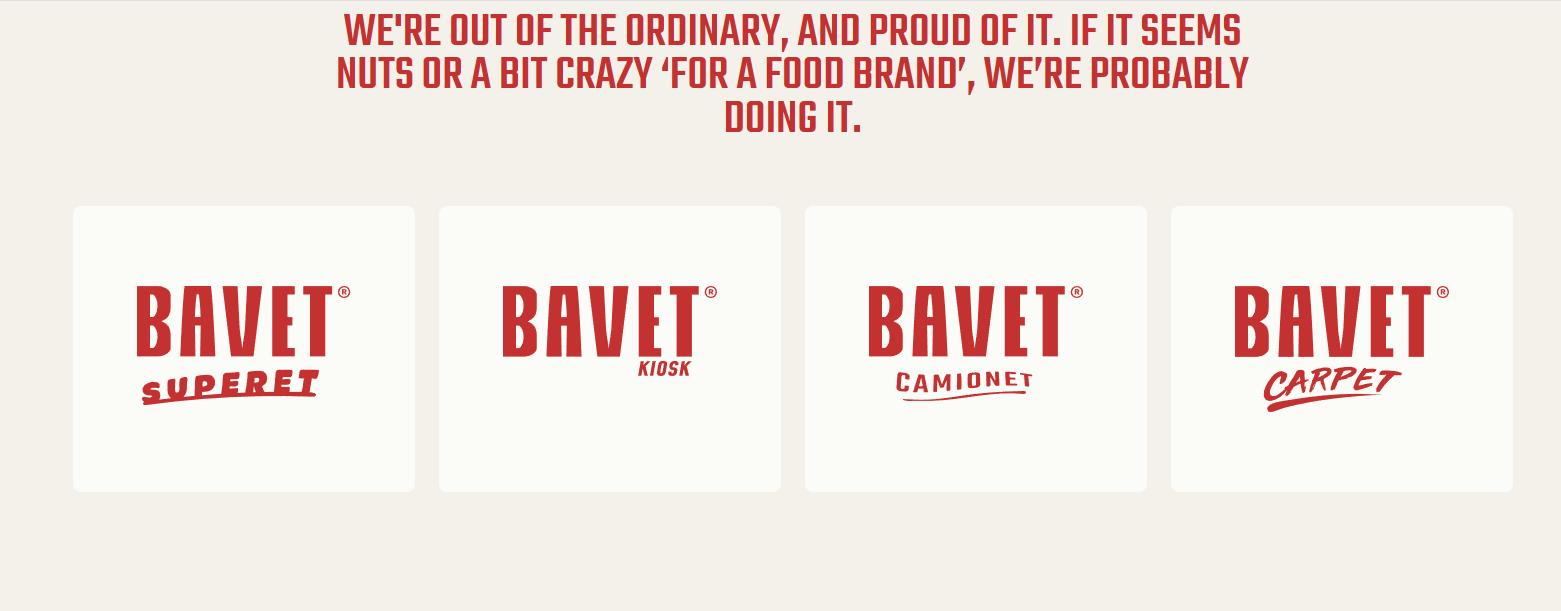 WE'RE OUT OF THE ORDINARY, AND PROUD OF IT. IF IT SEEMS
NUTS OR A BIT CRAZY ‘FOR A FOOD BRAND’, WE’RE PROBABLY
DOING IT.
BAVET®
SUPERET
BAVET®
KIOSK
BAVET®
CAMIONET
BAVET®
CARPET